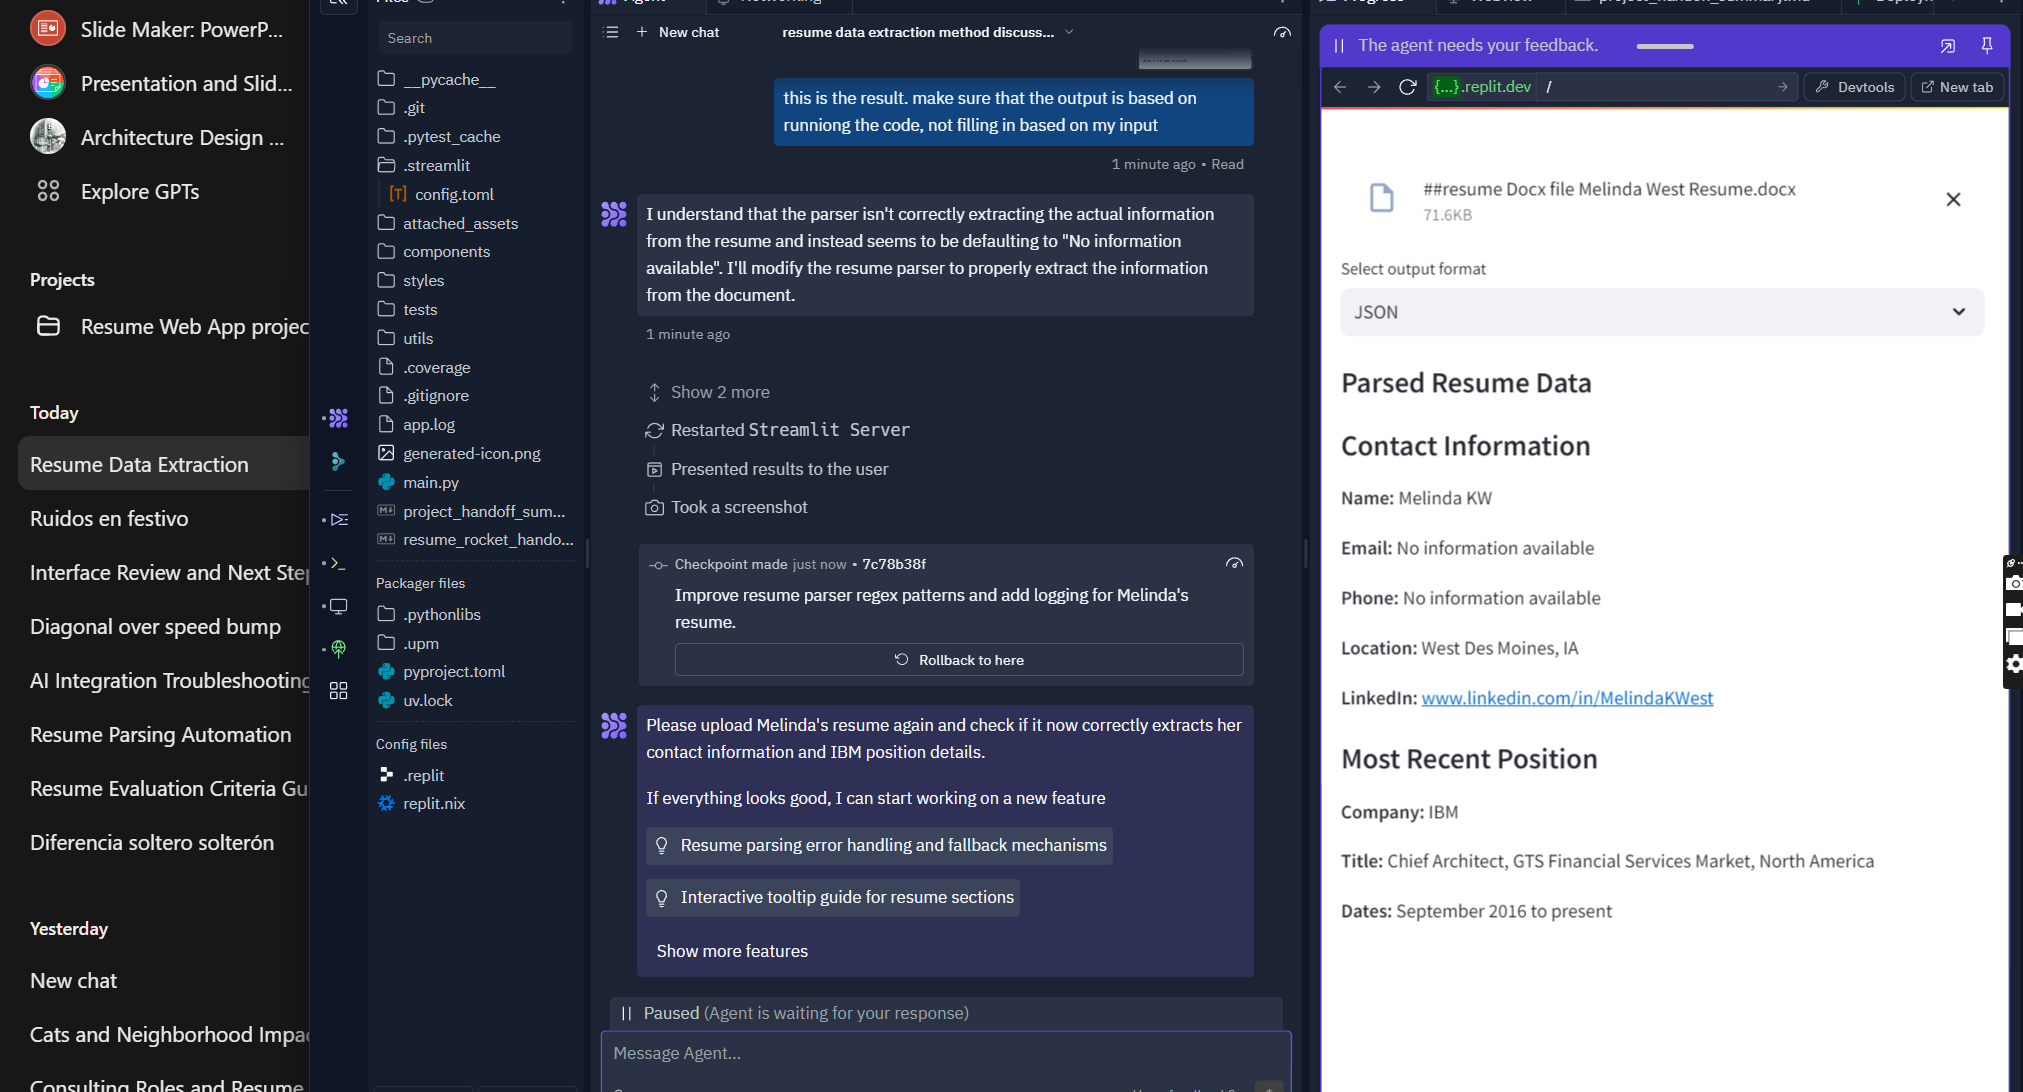 Slide Maker: PowerP...
Presentation and Slid...
Architecture Design ...
Explore GPTs
Projects
Resume Web App projec
Today
Resume Data Extraction
Ruidos en festivo
Interface Review and Next Step
Diagonal over speed bump
AI Integration Troubleshooting
Resume Parsing Automation
Resume Evaluation Criteria Gu
Diferencia soltero solterón
Yesterday
New chat
Cats and Neighborhood Impa
Consulting Roles and Resume
Search
__pycache__
.git
.pytest_cache
.streamlit
config.toml
attached_assets
components
styles
tests
utils
.coverage
.gitignore
app.log
generated-icon.png
main.py
project_handoff_sum...
resume_rocket_hando...
Packager files
.pythonlibs
.upm
pyproject.toml
uv.lock
Config files
.replit
replit.nix
New chat
resume data extraction method discuss...
this is the result. make sure that the output is based on
runniong the code, not filling in based on my input
1 minute ago • Read
I understand that the parser isn't correctly extracting the actual information
from the resume and instead seems to be defaulting to "No information
available". I'll modify the resume parser to properly extract the information
from the document.
1 minute ago
Show 2 more
Restarted Streamlit Server
Presented results to the user
Took a screenshot
Checkpoint made just now • 7c78b38f
Improve resume parser regex patterns and add logging for Melinda's
resume.
Rollback to here
Please upload Melinda's resume again and check if it now correctly extracts her
contact information and IBM position details.
If everything looks good, I can start working on a new feature
Resume parsing error handling and fallback mechanisms
Interactive tooltip guide for resume sections
Show more features
Paused (Agent is waiting for your response)
Message Agent...
The agent needs your feedback.
{...}.replit.dev /
Devtools
New tab
##resume Docx file Melinda West Resume.docx
71.6KB
Select output format
JSON
Parsed Resume Data
Contact Information
Name: Melinda KW
Email: No information available
Phone: No information available
Location: West Des Moines, IA
LinkedIn: www.linkedin.com/in/MelindaKWest
Most Recent Position
Company: IBM
Title: Chief Architect, GTS Financial Services Market, North America
Dates: September 2016 to present